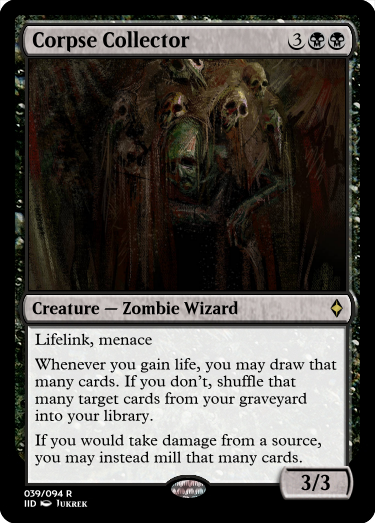 Corpse Collector 3
Creature — Zombie Wizard
Lifelink, menace
Whenever you gain life, you may draw that
many cards. If you don't, shuffle that
many target cards from your graveyard
into your library.
If you would take damage from a source,
you may instead mill that many cards.
3/3
039/094 R
IID JUKREK